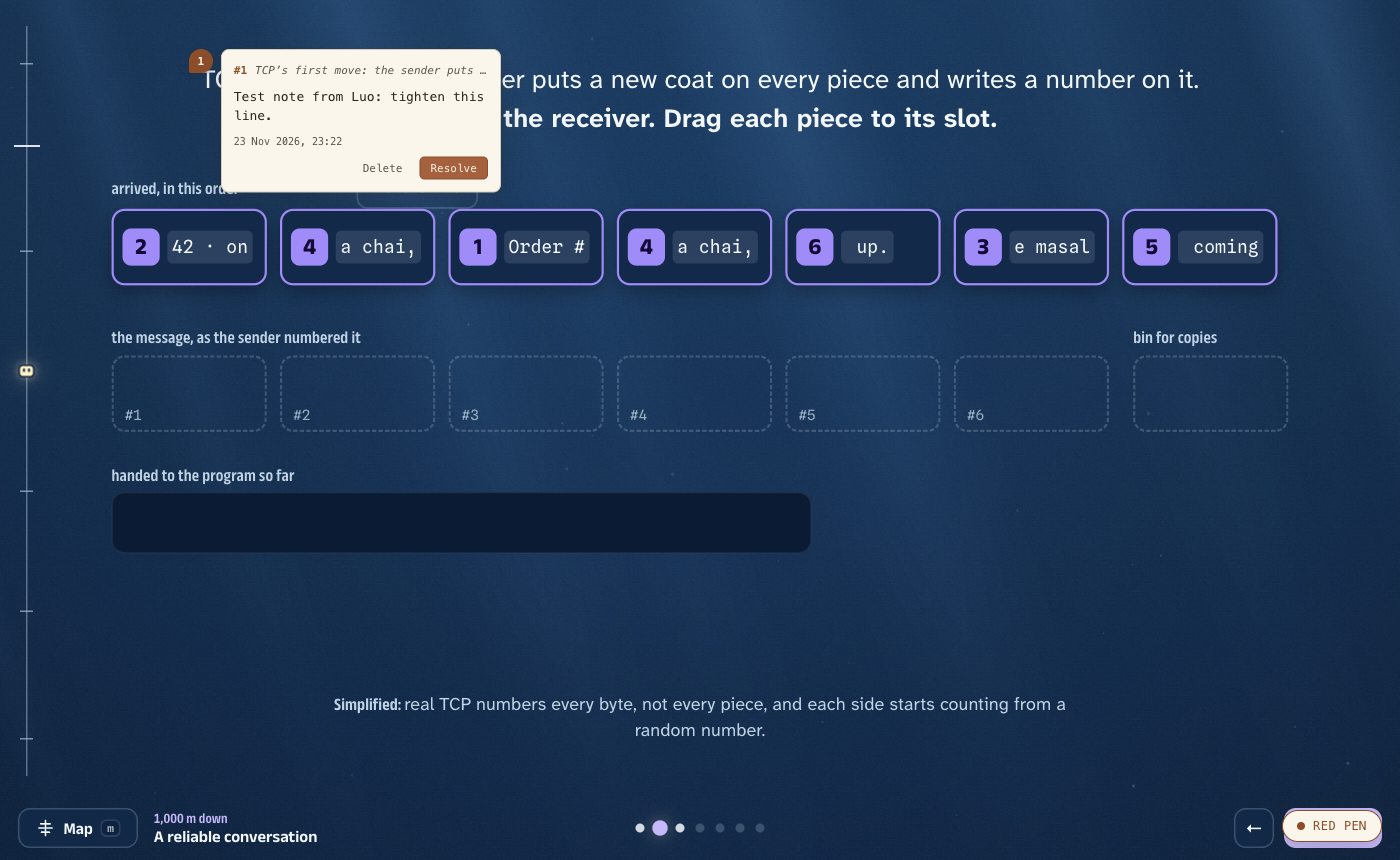 1
#1 TCP’s first move: the sender puts …
Test note from Luo: tighten this
line.
23 Nov 2026, 23:22
Delete
Resolve
puts a new coat on every piece and writes a number on it.
the receiver. Drag each piece to its slot.
arrived, in this
2 42 · on
4 a chai,
1 Order #
4 a chai,
6 up.
3 e masal
5 coming
the message, as the sender numbered it
bin for copies
#1
#2
#3
#4
#5
#6
handed to the program so far
Simplified: real TCP numbers every byte, not every piece, and each side starts counting from a
random number.
Map m
1,000 m down
A reliable conversation
←
RED PEN